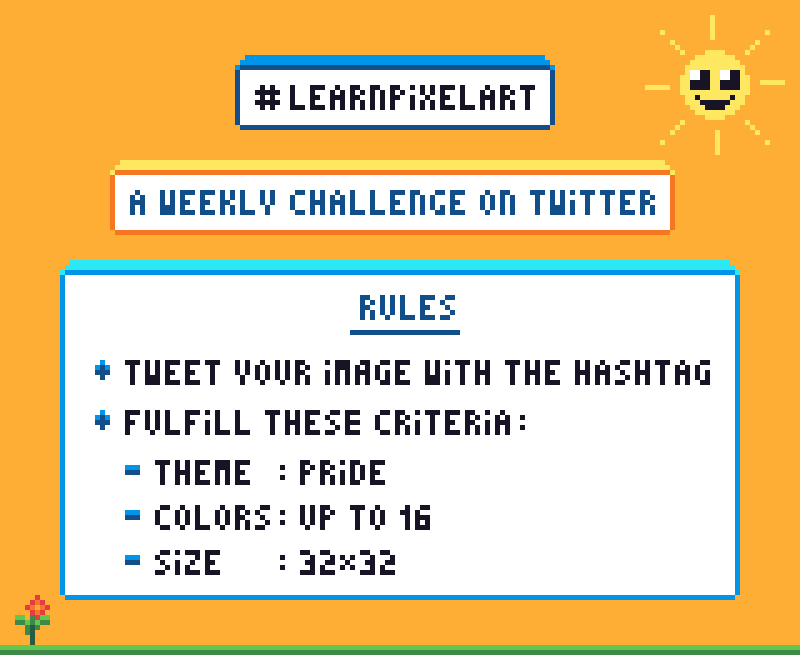 #LEARNPiXELART
A WEEKLY CHALLENGE ON TWiTTER
RULES
TWEET YOUR iMAGE WiTH THE HASHTAG
FULFiLL THESE CRiTERiA:
- THEME : PRiDE
- COLORS: UP TO 16
- SiZE : 32×32